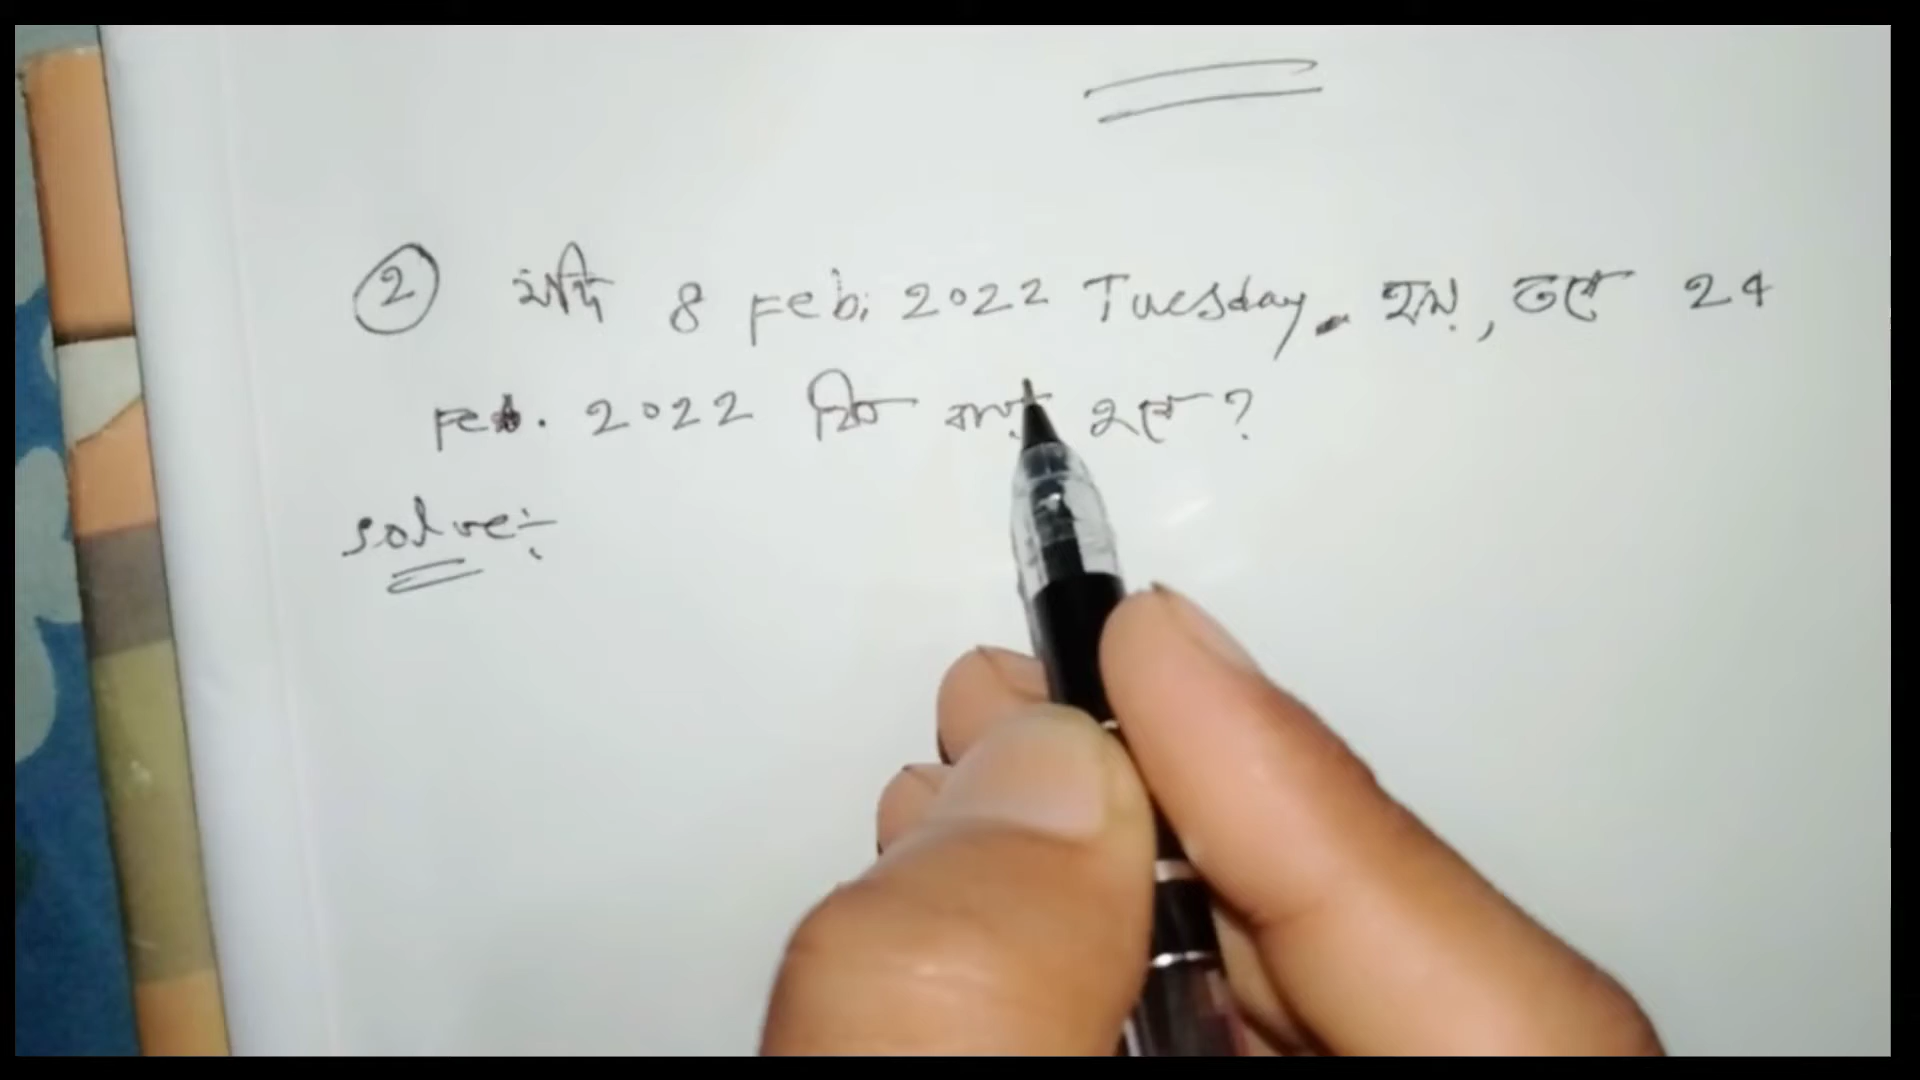 ② যদি 8 Feb. 2022 Tuesday হয়, তবে 24
Feb. 2022 কি বার হবে?
Solve:-